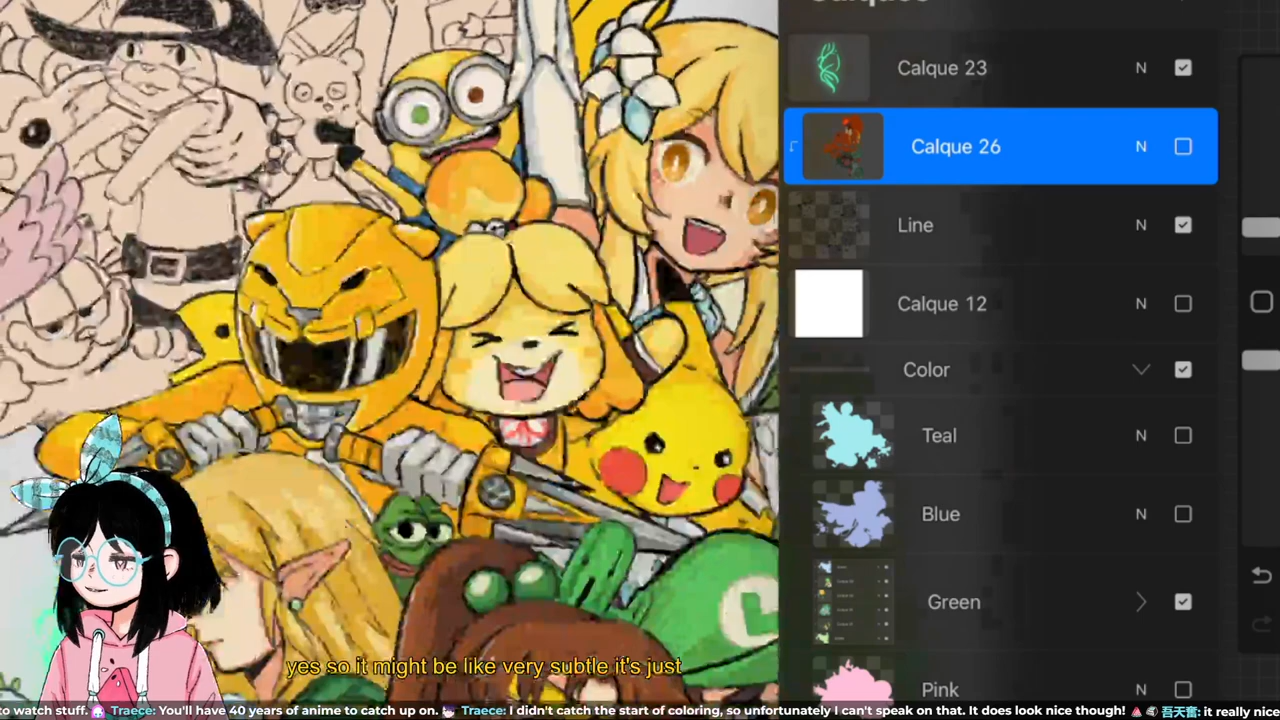 Calque 23
N
Calque 26
N
Line
N
Calque 12
N
Color
Teal
N
Blue
N
Green
Pink
N
L
yes so it might be like very subtle it's just
to watch stuff. Traece: You'll have 40 years of anime to catch up on. Traece: I didn't catch the start of coloring, so unfortunately I can't speak on that. It does look nice though! 吾天奮: it really nice